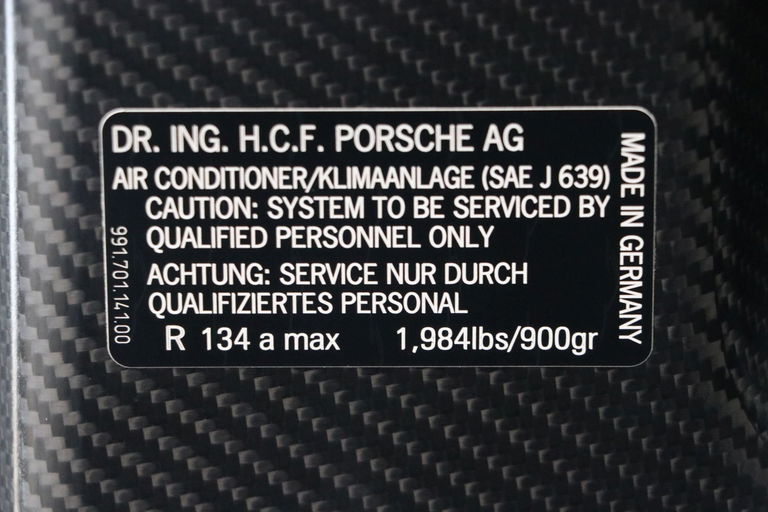 DR. ING. H.C.F. PORSCHE AG
AIR CONDITIONER/KLIMAANLAGE (SAE J 639)
CAUTION: SYSTEM TO BE SERVICED BY
QUALIFIED PERSONNEL ONLY
ACHTUNG: SERVICE NUR DURCH
QUALIFIZIERTES PERSONAL
R 134 a max 1,984lbs/900gr
991.701.141.00
MADE IN GERMANY